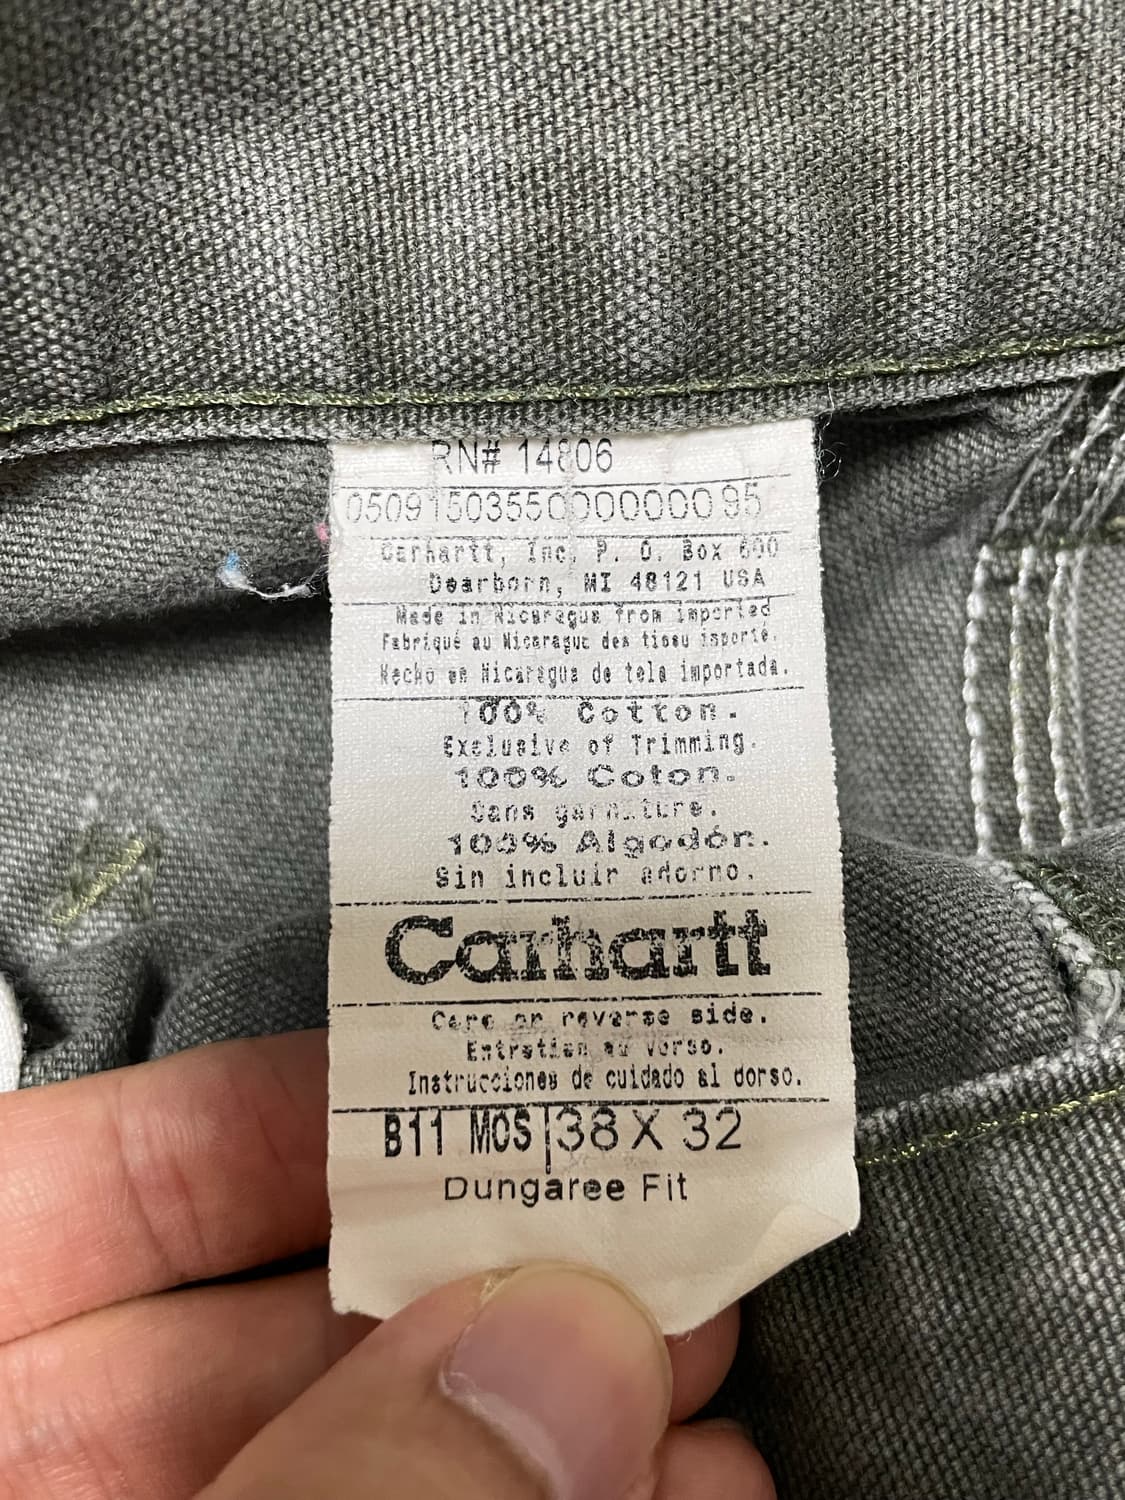 RN# 14806
05091503550000000095
Carhartt, Inc. P. O. Box 600
Dearborn, MI 48121 USA
Made in Nicaragua from imported
Fabriqué au Nicaragua des tissu importé.
Hecho en Nicaragua de tela importada.
100% Cotton.
Exclusive of Trimming.
100% Coton.
Sans garniture.
100% Algodón.
Sin incluir adorno.
Carhartt
Care on reverse side.
Entretien au verso.
Instrucciones de cuidado al dorso.
B11 MOS 38 X 32
Dungaree Fit